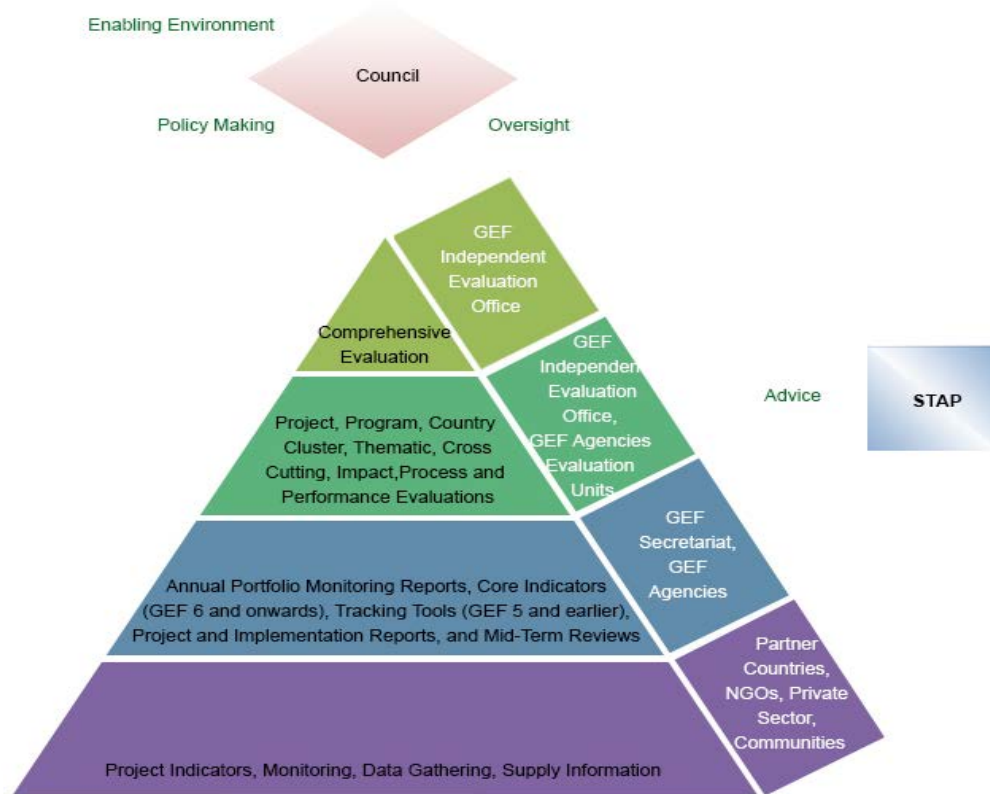 Enabling Environment
Council
Policy Making
Oversight
GEF
Independent
Evaluation
Office
Comprehensive
Evaluation
GEF
Independent
Evaluation
Office,
GEF Agencies
Evaluation
Units
Project, Program, Country
Cluster, Thematic, Cross
Cutting, Impact,Process and
Performance Evaluations
Advice
STAP
GEF
Secretariat,
GEF
Agencies
Annual Portfolio Monitoring Reports, Core Indicators
(GEF 6 and onwards), Tracking Tools (GEF 5 and earlier),
Project and Implementation Reports, and Mid-Term Reviews
Partner
Countries,
NGOs, Private
Sector,
Communities
Project Indicators, Monitoring, Data Gathering, Supply Information